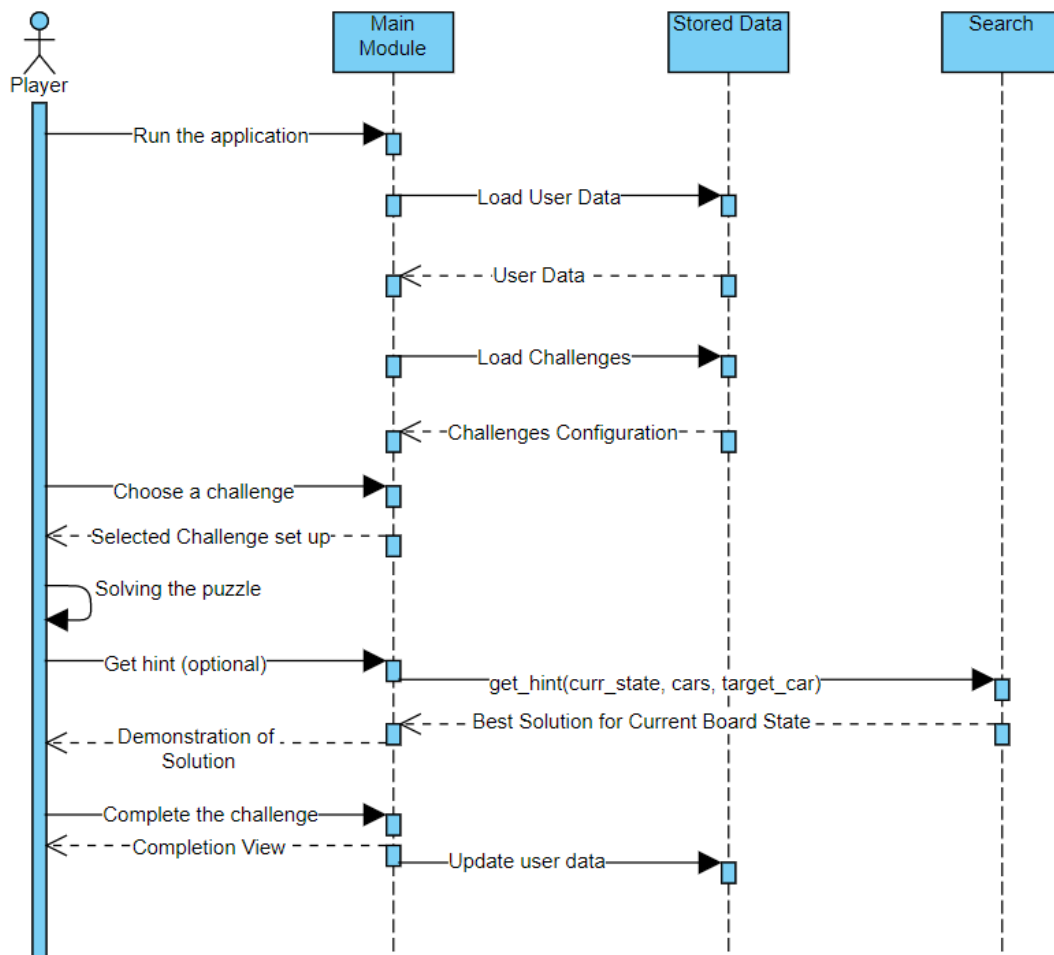 Main
Module
Stored Data
Search
Player
Run the application
Load User Data
User Data
Load Challenges
Challenges Configuration
Choose a challenge
Selected Challenge set up
Solving the puzzle
Get hint (optional)
get_hint(curr_state, cars, target_car)
Best Solution for Current Board State
Demonstration of
Solution
Complete the challenge
Completion View
Update user data